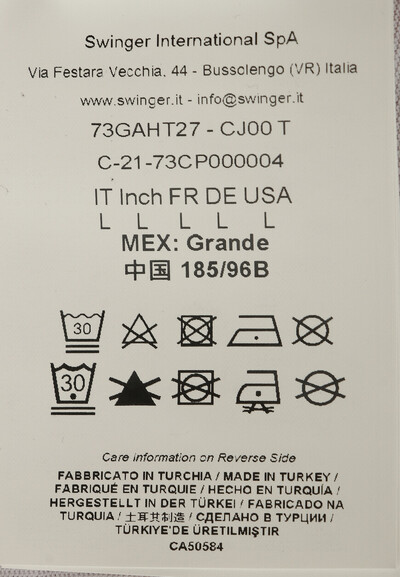 Swinger International SpA
Via Festara Vecchia, 44 - Bussolengo (VR) Italia
www.swinger.it - info@swinger.it
73GAHT27 - CJ00 T
C-21-73CP000004
IT Inch FR DE USA
L L L L L
MEX: Grande
中国 185/96B
30
30
Care information on Reverse Side
FABBRICATO IN TURCHIA / MADE IN TURKEY /
FABRIQUÉ EN TURQUIE / HECHO EN TURQUÍA /
HERGESTELLT IN DER TÜRKEI / FABRICADO NA
TURQUIA / 土耳其制造 / СДЕЛАНО В ТУРЦИИ /
TÜRKİYE'DE ÜRETILMIŞTIR
CA50584